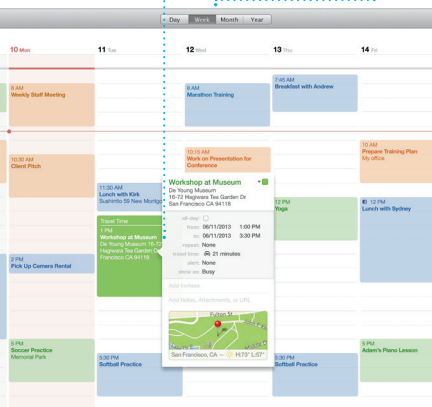 Day Week Month Year
10 Mon
11 Tue
12 Wed
13 Thu
14 Fri
8 AM
Weekly Staff Meeting
10:30 AM
Client Pitch
2 PM
Pick Up Camera Rental
5 PM
Soccer Practice
Memorial Park
11:30 AM
Lunch with Kirk
Sushirrito 59 New Montgo
Travel Time
1 PM
Workshop at Museum
De Young Museum 16-72
Hagiwara Tea Garden Dr
San Francisco CA 94118
3:30 PM
Softball Practice
8 AM
Marathon Training
10:15 AM
Work on Presentation for
Conference
Workshop at Museum
De Young Museum
16-72 Hagiwara Tea Garden Dr
San Francisco CA 94118
all-day:
from: 06/11/2013 1:00 PM
to: 06/11/2013 3:30 PM
repeat: None
travel time: 21 minutes
alert: None
show as: Busy
Add Invitees
Add Notes, Attachments, or URL
Fulton St
San Francisco, CA — H:73° L:57°
7:45 AM
Breakfast with Andrew
12 PM
Yoga
3:30 PM
Softball Practice
10 AM
Prepare Training Plan
My office
12 PM
Lunch with Sydney
5 PM
Adam's Piano Lesson